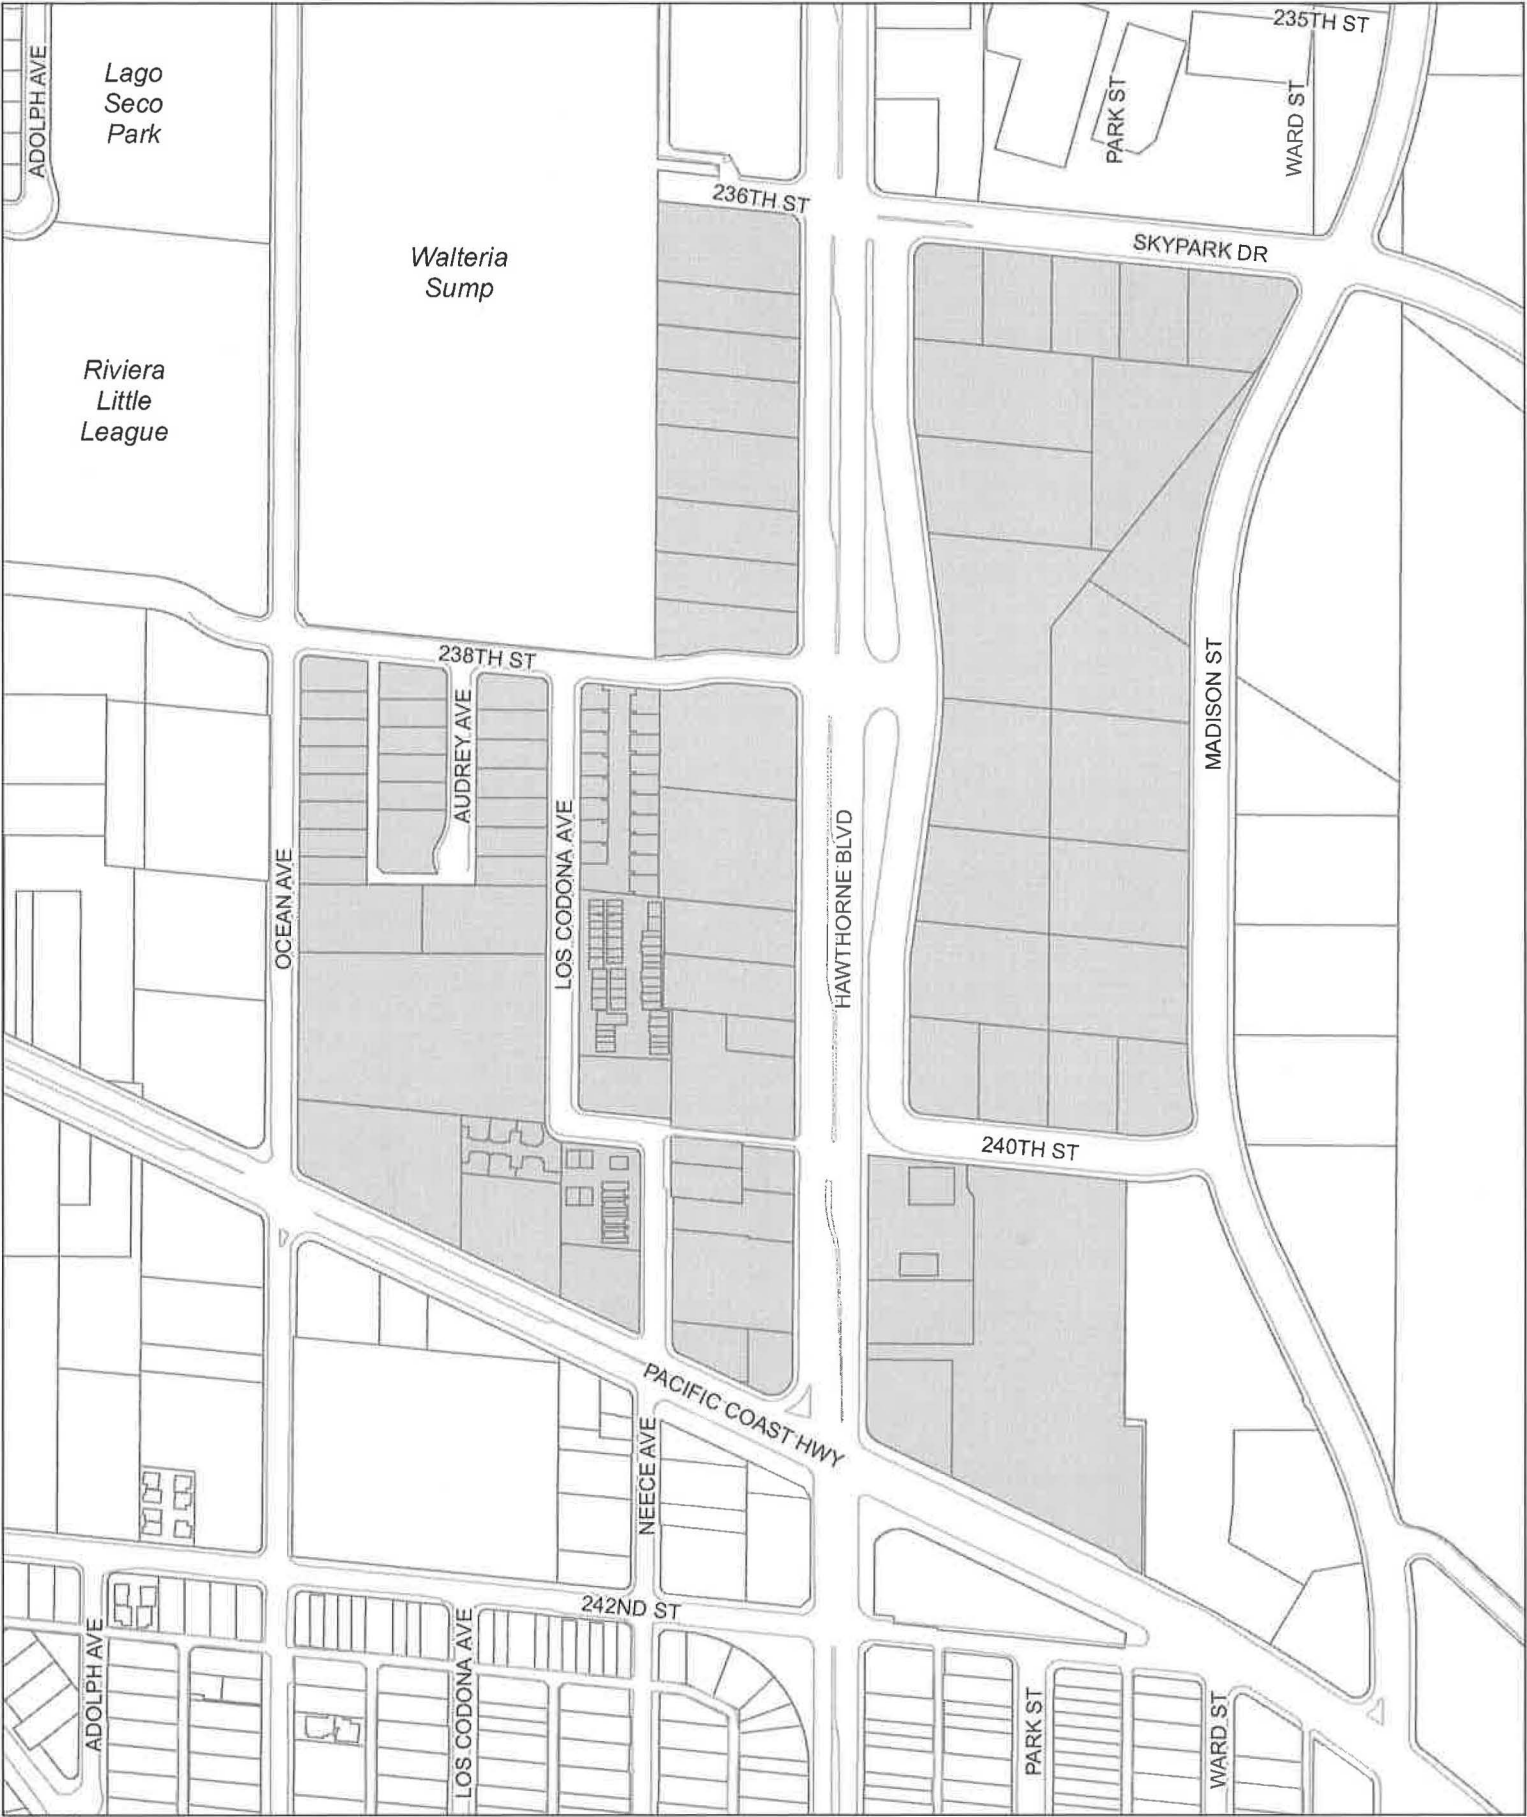 235TH ST
ADOLPH AVE
Lago
Seco
Park
PARK ST
WARD ST
236TH ST
SKYPARK DR
Walteria
Sump
Riviera
Little
League
238TH ST
AUDREY AVE
MADISON ST
OCEAN AVE
LOS CODONA AVE
HAWTHORNE BLVD
240TH ST
PACIFIC COAST HWY
NEECE AVE
242ND ST
ADOLPH AVE
LOS CODONA AVE
PARK ST
WARD ST